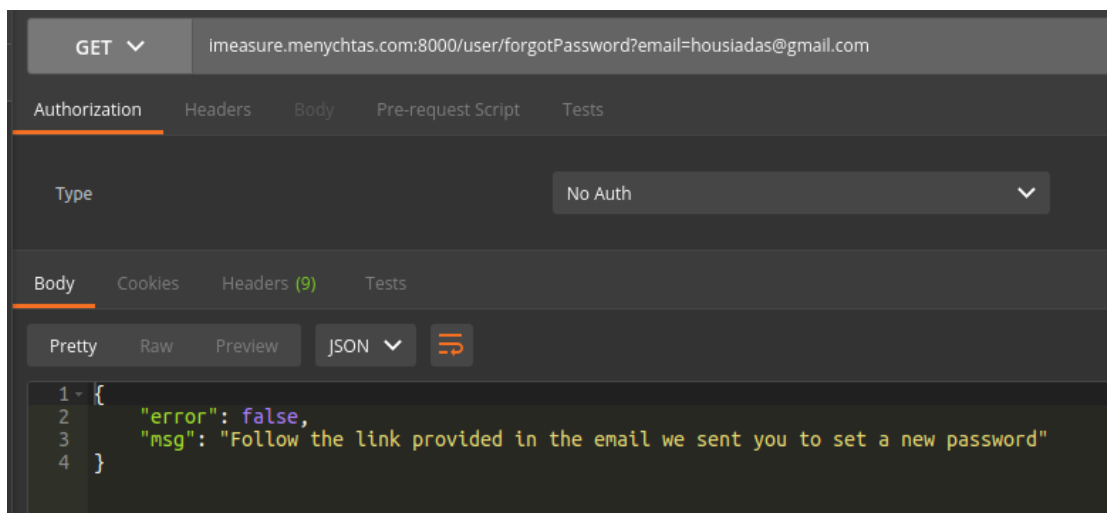 GET imeasure.menychtas.com:8000/user/forgotPassword?email=housiadas@gmail.com
Authorization Headers Body Pre-request Script Tests
Type No Auth
Body Cookies Headers (9) Tests
Pretty Raw Preview JSON
1 {
2 "error": false,
3 "msg": "Follow the link provided in the email we sent you to set a new password"
4 }